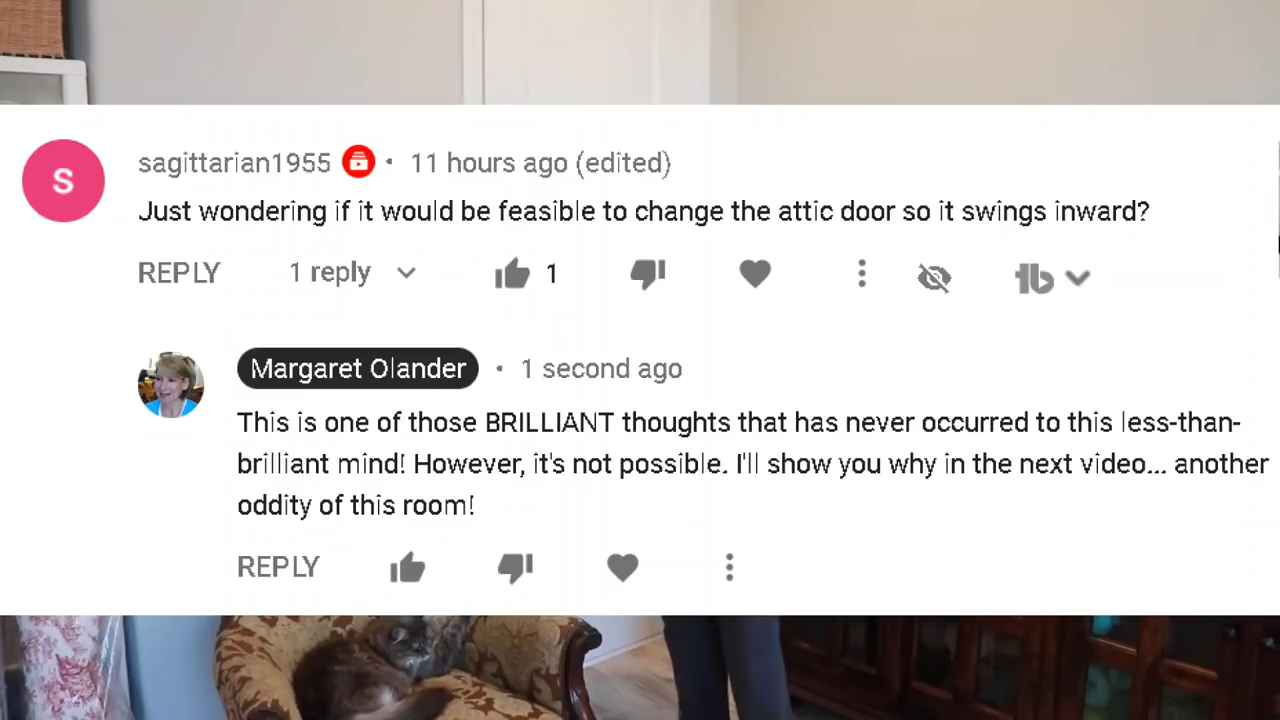 S
sagittarian1955 • 11 hours ago (edited)
Just wondering if it would be feasible to change the attic door so it swings inward?
REPLY 1 reply 1 tb
Margaret Olander • 1 second ago
This is one of those BRILLIANT thoughts that has never occurred to this less-than-
brilliant mind! However, it's not possible. I'll show you why in the next video... another
oddity of this room!
REPLY